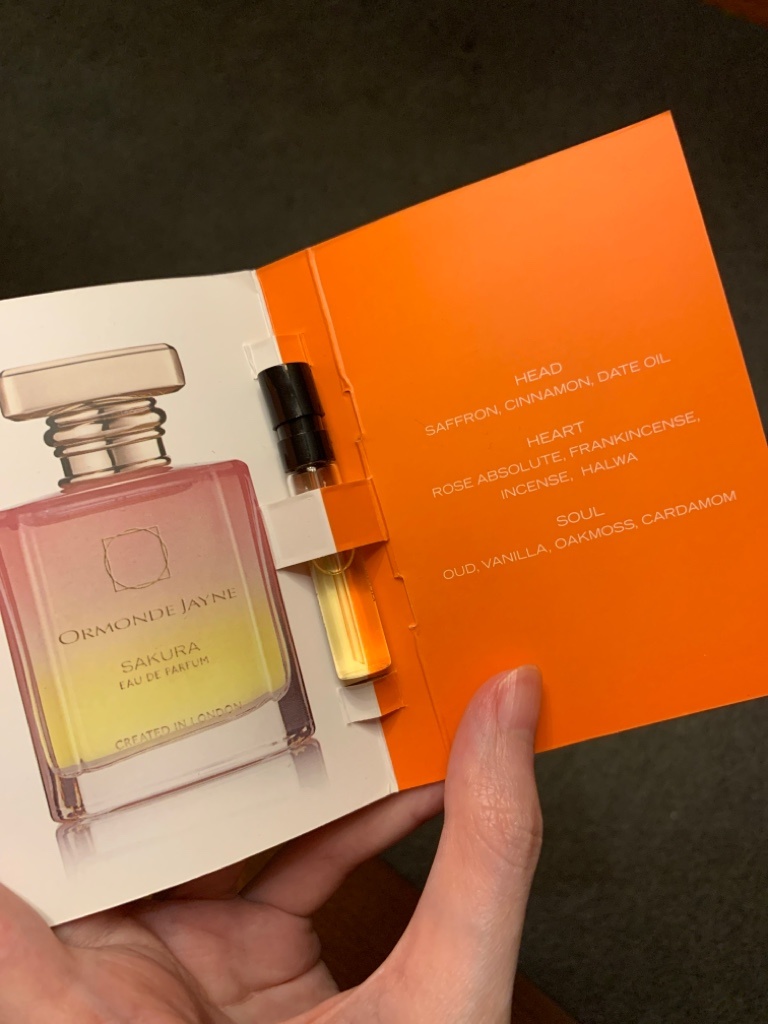 ORMONDE JAYNE
SAKURA
EAU DE PARFUM
CREATED IN LONDON
HEAD
SAFFRON, CINNAMON, DATE OIL
HEART
ROSE ABSOLUTE, FRANKINCENSE,
INCENSE, HALWA
SOUL
OUD, VANILLA, OAKMOSS, CARDAMOM